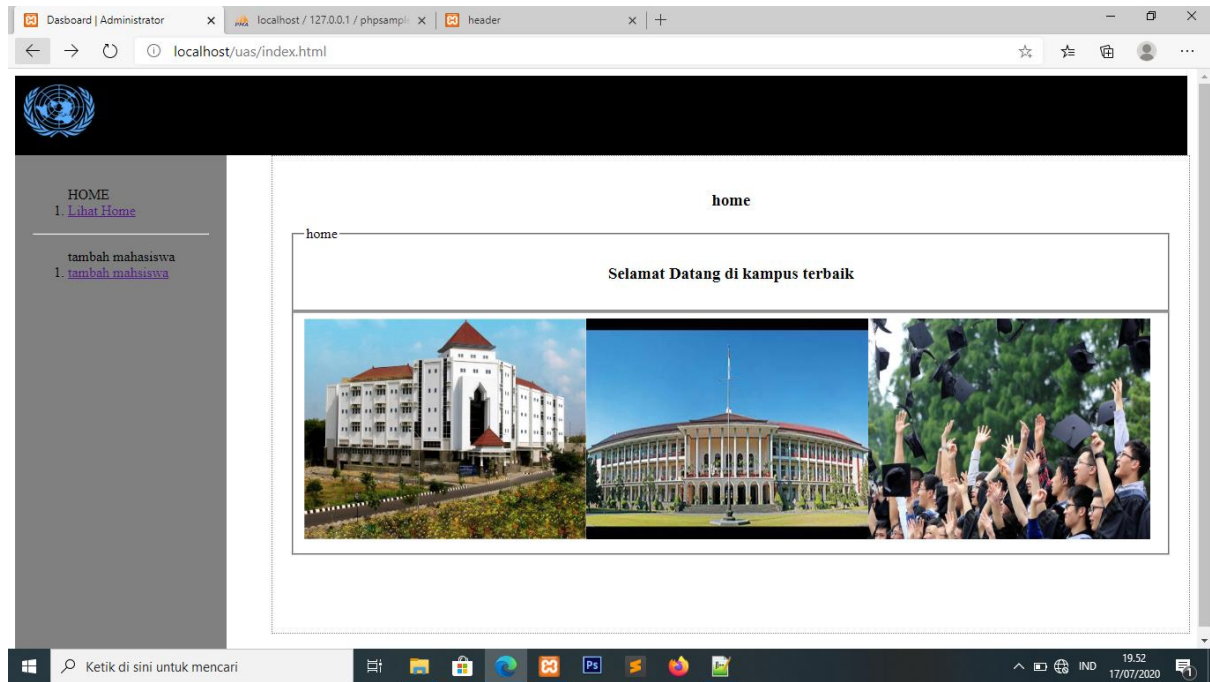 Dasboard | Administrator
localhost / 127.0.0.1 / phpsampl
header
localhost/uas/index.html
HOME
1. Lihat Home
tambah mahasiswa
1. tambah mahsiswa
home
home
Selamat Datang di kampus terbaik
Ketik di sini untuk mencari
Ps
IND
19.52
17/07/2020
1